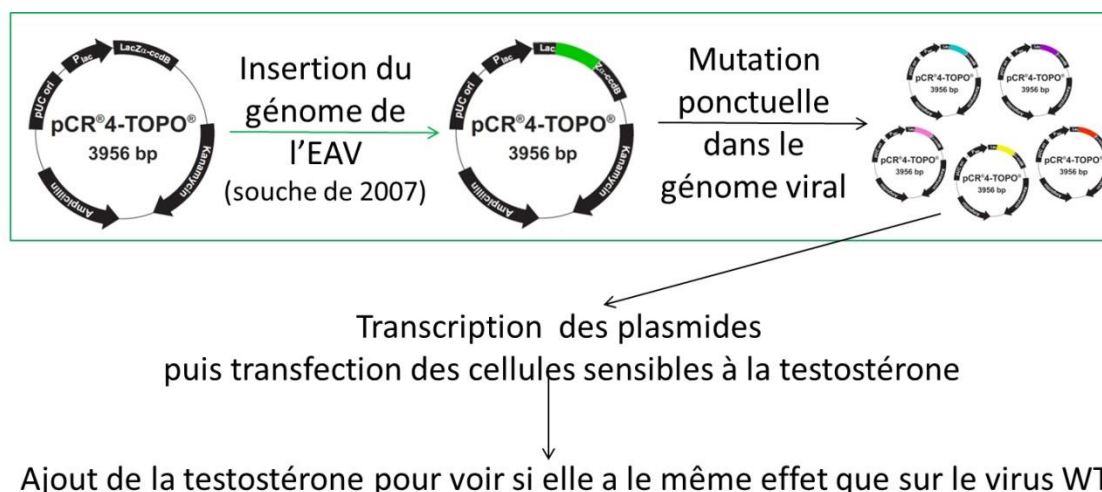 LacZα-ccdB
Plac
pUC ori
pCR®4-TOPO®
3956 bp
Kanamycin
Ampicillin
Insertion du
génome de
l’EAV
(souche de 2007)
Lac
Zα-ccdB
Plac
pUC ori
pCR®4-TOPO®
3956 bp
Kanamycin
Ampicillin
Mutation
ponctuelle
dans le
génome viral
pCR®4-TOPO®
3956 bp
pCR®4-TOPO®
3956 bp
pCR®4-TOPO®
3956 bp
pCR®4-TOPO®
3956 bp
pCR®4-TOPO®
3956 bp
Transcription des plasmides
puis transfection des cellules sensibles à la testostérone
Ajout de la testostérone pour voir si elle a le même effet que sur le virus WT